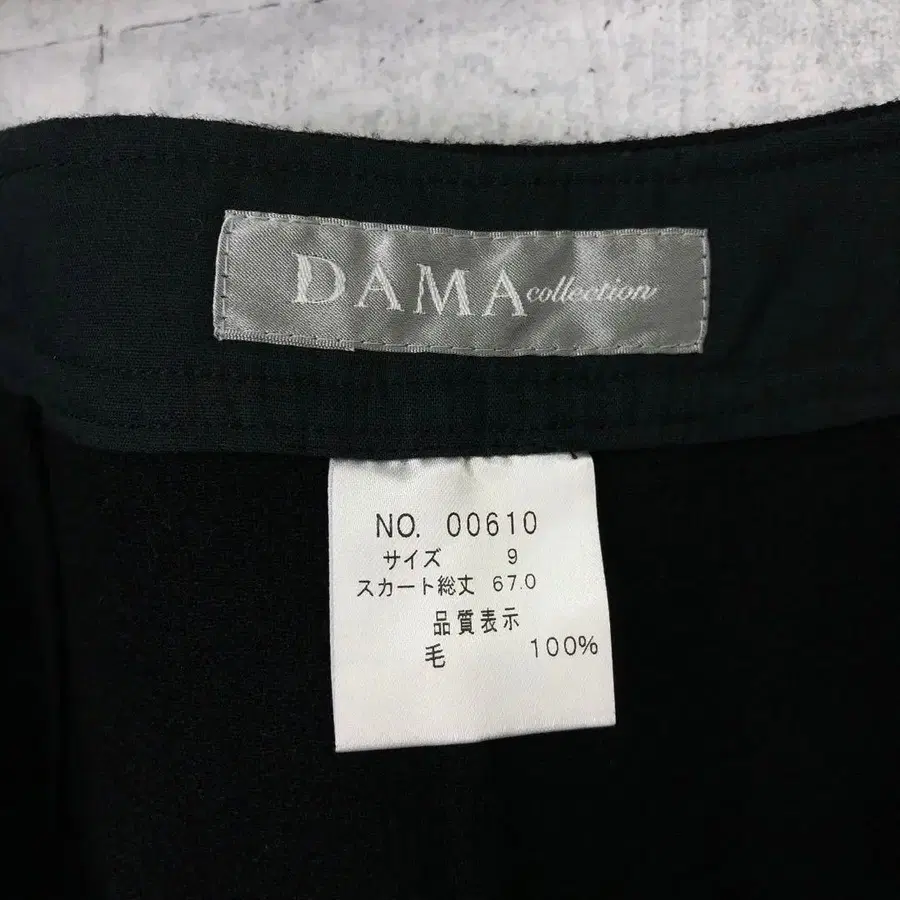 DAMA collection
NO. 00610
サイズ 9
スカート総丈 67.0
品質表示
毛 100%